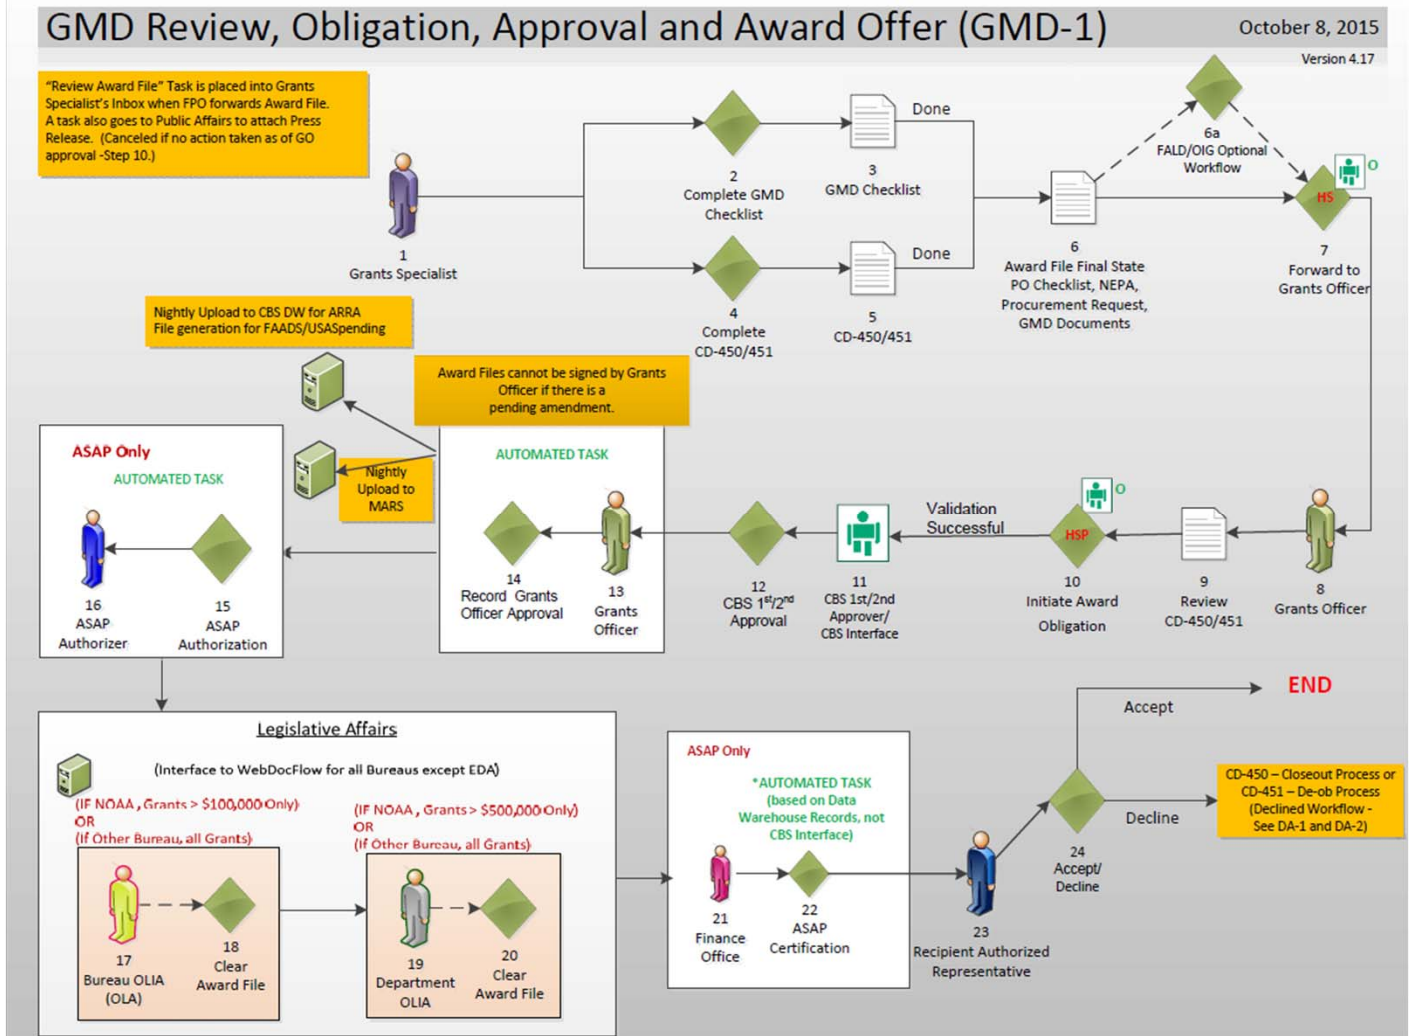 GMD Review, Obligation, Approval and Award Offer (GMD-1)
October 8, 2015
Version 4.17
"Review Award File" Task is placed into Grants
Specialist's Inbox when FPO forwards Award File.
A task also goes to Public Affairs to attach Press
Release. (Canceled if no action taken as of GO
approval -Step 10.)
1
Grants Specialist
2
Complete GMD
Checklist
3
GMD Checklist
Done
4
Complete
CD-450/451
5
CD-450/451
Done
6
Award File Final State
PO Checklist, NEPA,
Procurement Request,
GMD Documents
6a
FALD/OIG Optional
Workflow
HS
O
7
Forward to
Grants Officer
Nightly Upload to CBS DW for ARRA
File generation for FAADS/USASpending
Award Files cannot be signed by Grants
Officer if there is a
pending amendment.
Nightly
Upload to
MARS
8
Grants Officer
9
Review
CD-450/451
HSP
O
10
Initiate Award
Obligation
Validation
Successful
11
CBS 1st/2nd
Approver/
CBS Interface
12
CBS 1st/2nd
Approval
AUTOMATED TASK
13
Grants
Officer
14
Record Grants
Officer Approval
ASAP Only
AUTOMATED TASK
15
ASAP
Authorization
16
ASAP
Authorizer
Legislative Affairs
(Interface to WebDocFlow for all Bureaus except EDA)
(IF NOAA, Grants > $100,000 Only)
OR
(If Other Bureau, all Grants)
17
Bureau OLIA
(OLA)
18
Clear
Award File
(IF NOAA, Grants > $500,000 Only)
OR
(If Other Bureau, all Grants)
19
Department
OLIA
20
Clear
Award File
ASAP Only
*AUTOMATED TASK
(based on Data
Warehouse Records, not
CBS Interface)
21
Finance
Office
22
ASAP
Certification
23
Recipient Authorized
Representative
24
Accept/
Decline
Accept
END
Decline
CD-450 – Closeout Process or
CD-451 – De-ob Process
(Declined Workflow -
See DA-1 and DA-2)